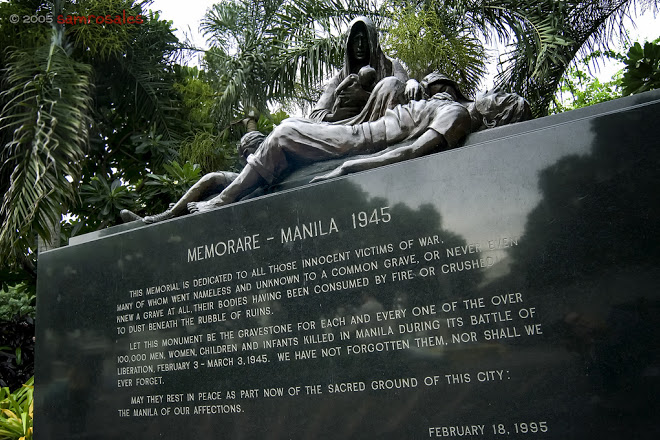 © 2005 samrosales
MEMORARE - MANILA 1945
THIS MEMORIAL IS DEDICATED TO ALL THOSE INNOCENT VICTIMS OF WAR,
MANY OF WHOM WENT NAMELESS AND UNKNOWN TO A COMMON GRAVE, OR NEVER EVEN
KNEW A GRAVE AT ALL, THEIR BODIES HAVING BEEN CONSUMED BY FIRE OR CRUSHED
TO DUST BENEATH THE RUBBLE OF RUINS.
LET THIS MONUMENT BE THE GRAVESTONE FOR EACH AND EVERY ONE OF THE OVER
100,000 MEN, WOMEN, CHILDREN AND INFANTS KILLED IN MANILA DURING ITS BATTLE OF
LIBERATION, FEBRUARY 3 - MARCH 3, 1945. WE HAVE NOT FORGOTTEN THEM, NOR SHALL WE
EVER FORGET.
MAY THEY REST IN PEACE AS PART NOW OF THE SACRED GROUND OF THIS CITY:
THE MANILA OF OUR AFFECTIONS.
FEBRUARY 18, 1995